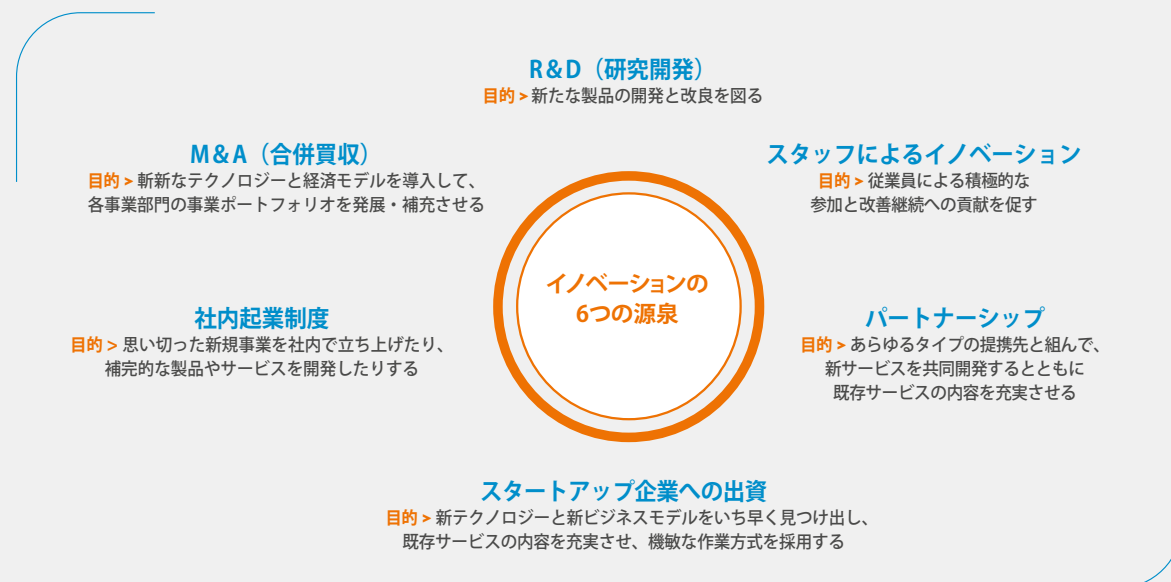 R&D（研究開発）
目的 > 新たな製品の開発と改良を図る
M&A（合併買収）
目的 > 斬新なテクノロジーと経済モデルを導入して、
各事業部門の事業ポートフォリオを発展・補充させる
スタッフによるイノベーション
目的 > 従業員による積極的な
参加と改善継続への貢献を促す
イノベーションの
6つの源泉
社内起業制度
目的 > 思い切った新規事業を社内で立ち上げたり、
補完的な製品やサービスを開発したりする
パートナーシップ
目的 > あらゆるタイプの提携先と組んで、
新サービスを共同開発するとともに
既存サービスの内容を充実させる
スタートアップ企業への出資
目的 > 新テクノロジーと新ビジネスモデルをいち早く見つけ出し、
既存サービスの内容を充実させ、機敏な作業方式を採用する